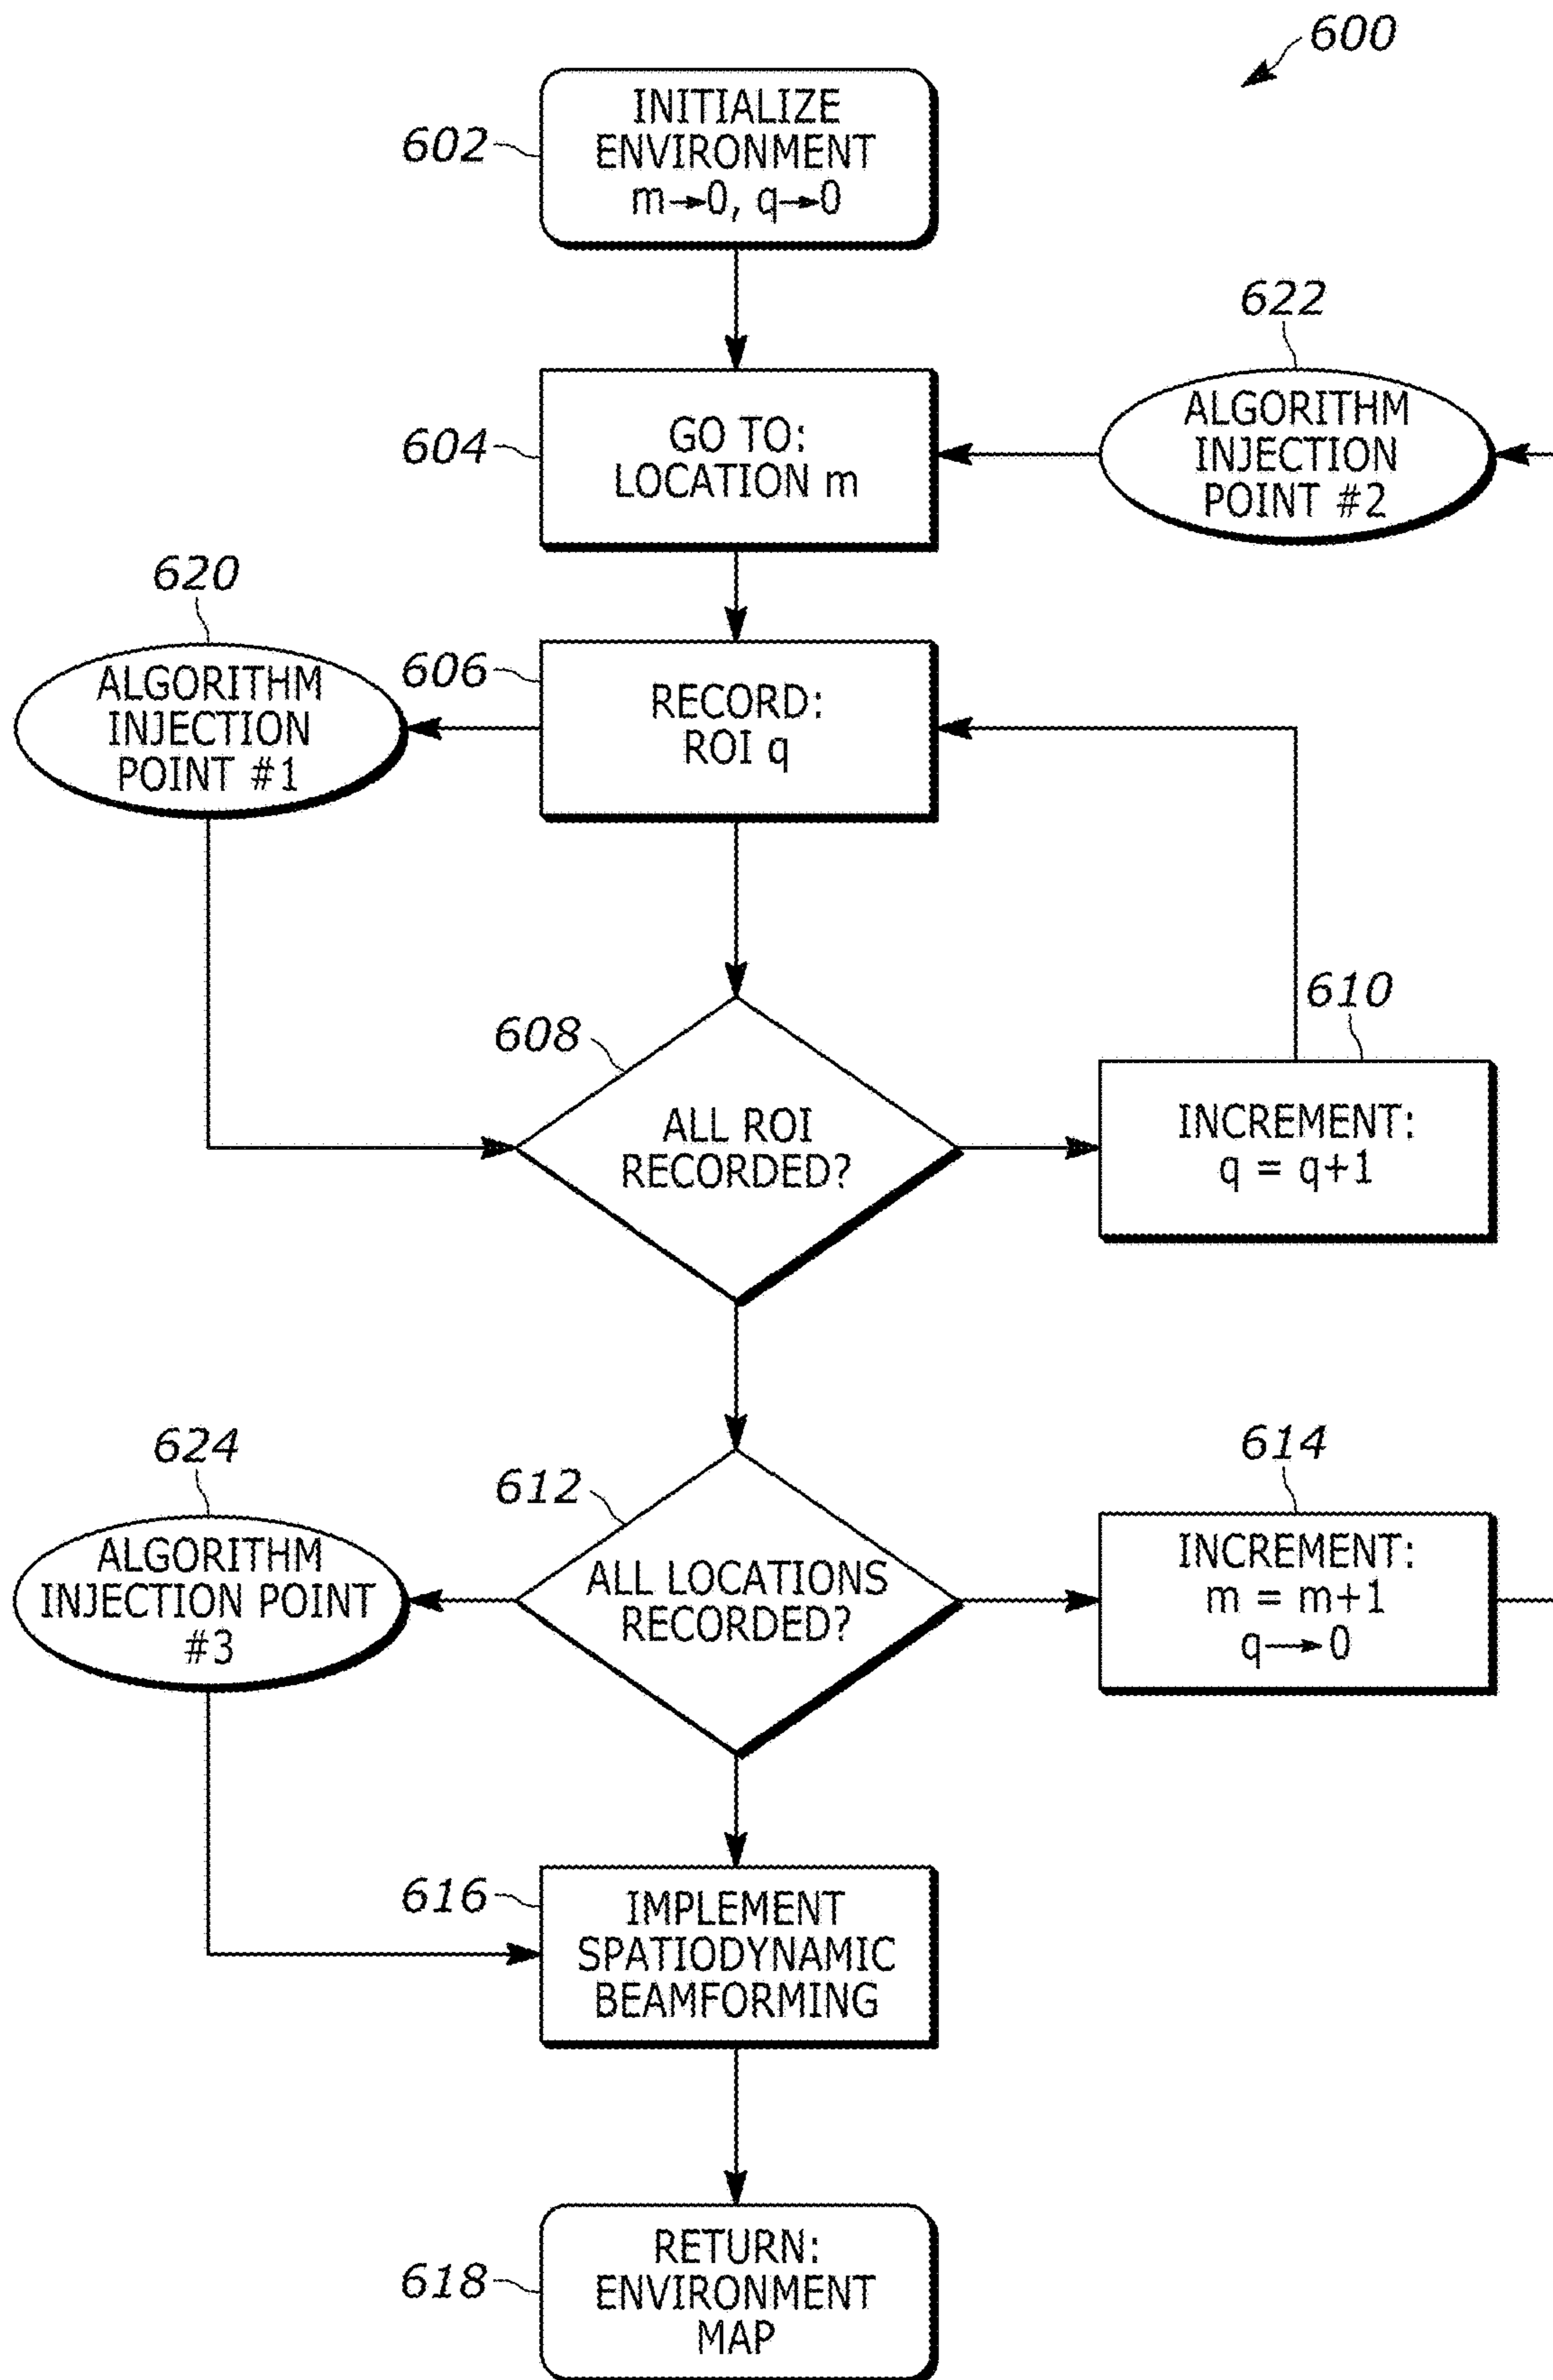 600
602
INITIALIZE
ENVIRONMENT
m→0, q→0
622
604
GO TO:
LOCATION m
ALGORITHM
INJECTION
POINT #2
620
606
ALGORITHM
INJECTION
POINT #1
RECORD:
ROI q
608
610
ALL ROI
RECORDED?
INCREMENT:
q = q+1
624
612
614
ALGORITHM
INJECTION POINT
#3
ALL LOCATIONS
RECORDED?
INCREMENT:
m = m+1
q→0
616
IMPLEMENT
SPATIODYNAMIC
BEAMFORMING
618
RETURN:
ENVIRONMENT
MAP